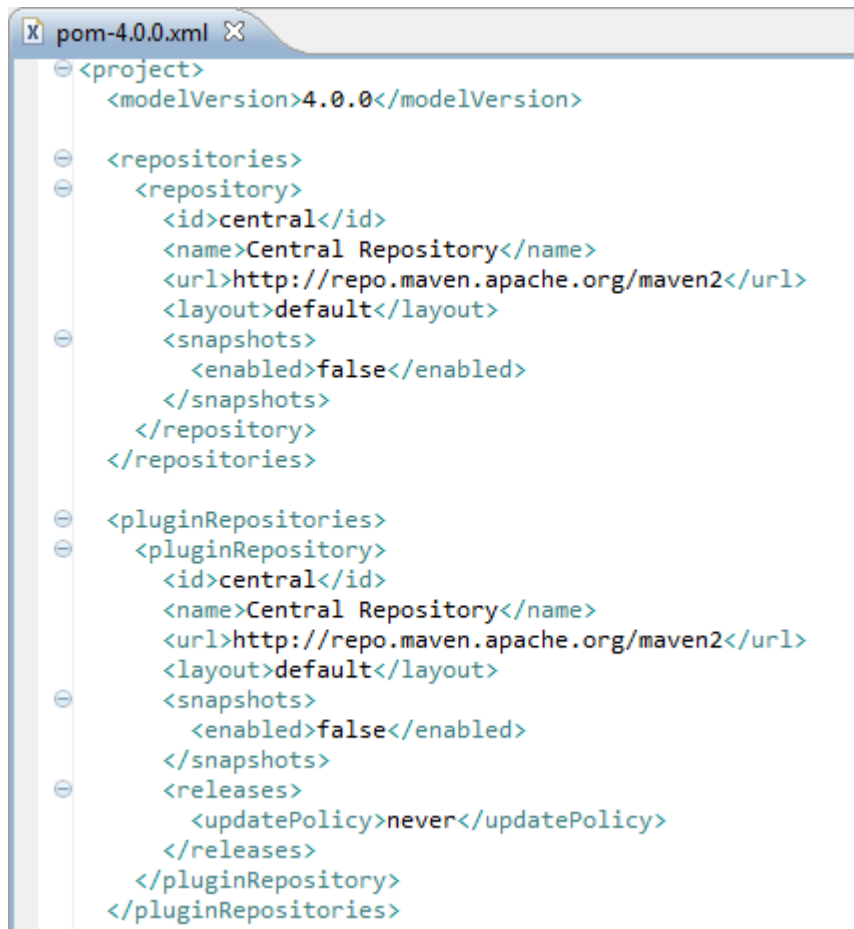 pom-4.0.0.xml
<project>
  <modelVersion>4.0.0</modelVersion>

  <repositories>
    <repository>
      <id>central</id>
      <name>Central Repository</name>
      <url>http://repo.maven.apache.org/maven2</url>
      <layout>default</layout>
      <snapshots>
        <enabled>false</enabled>
      </snapshots>
    </repository>
  </repositories>

  <pluginRepositories>
    <pluginRepository>
      <id>central</id>
      <name>Central Repository</name>
      <url>http://repo.maven.apache.org/maven2</url>
      <layout>default</layout>
      <snapshots>
        <enabled>false</enabled>
      </snapshots>
      <releases>
        <updatePolicy>never</updatePolicy>
      </releases>
    </pluginRepository>
  </pluginRepositories>